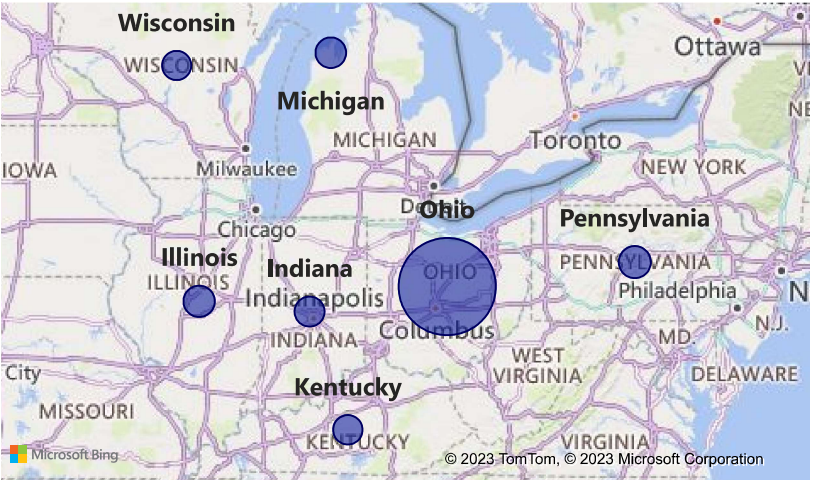 Wisconsin
WISCONSIN
Michigan
Ottawa
MICHIGAN
Toronto
IOWA
Milwaukee
NEW YORK
Ohio
Pennsylvania
Chicago
Illinois
Indiana
OHIO
PENNSYLVANIA
ILLINOIS
Indianapolis
Philadelphia
Columbus
INDIANA
MD.
N.J.
WEST
VIRGINIA
City
Kentucky
DELAWARE
MISSOURI
KENTUCKY
VIRGINIA
Microsoft Bing
© 2023 TomTom, © 2023 Microsoft Corporation